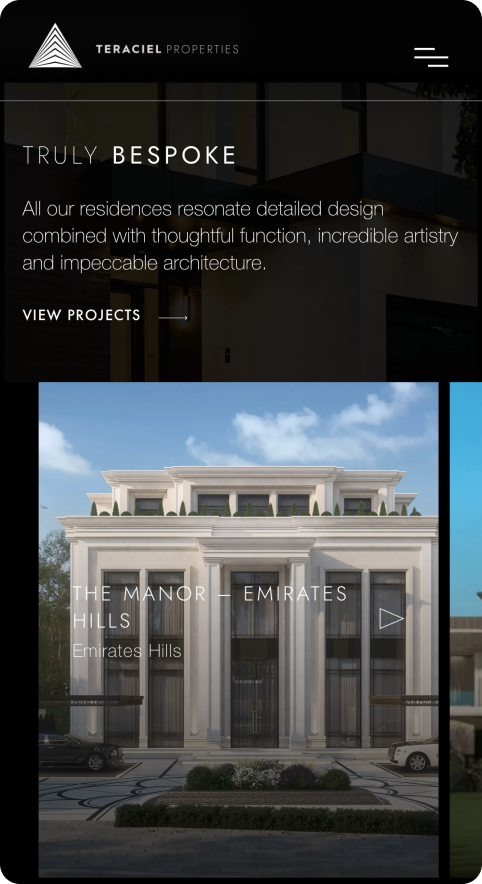 TERACIEL PROPERTIES
TRULY BESPOKE
All our residences resonate detailed design
combined with thoughtful function, incredible artistry
and impeccable architecture.
VIEW PROJECTS
THE MANOR – EMIRATES
HILLS
Emirates Hills